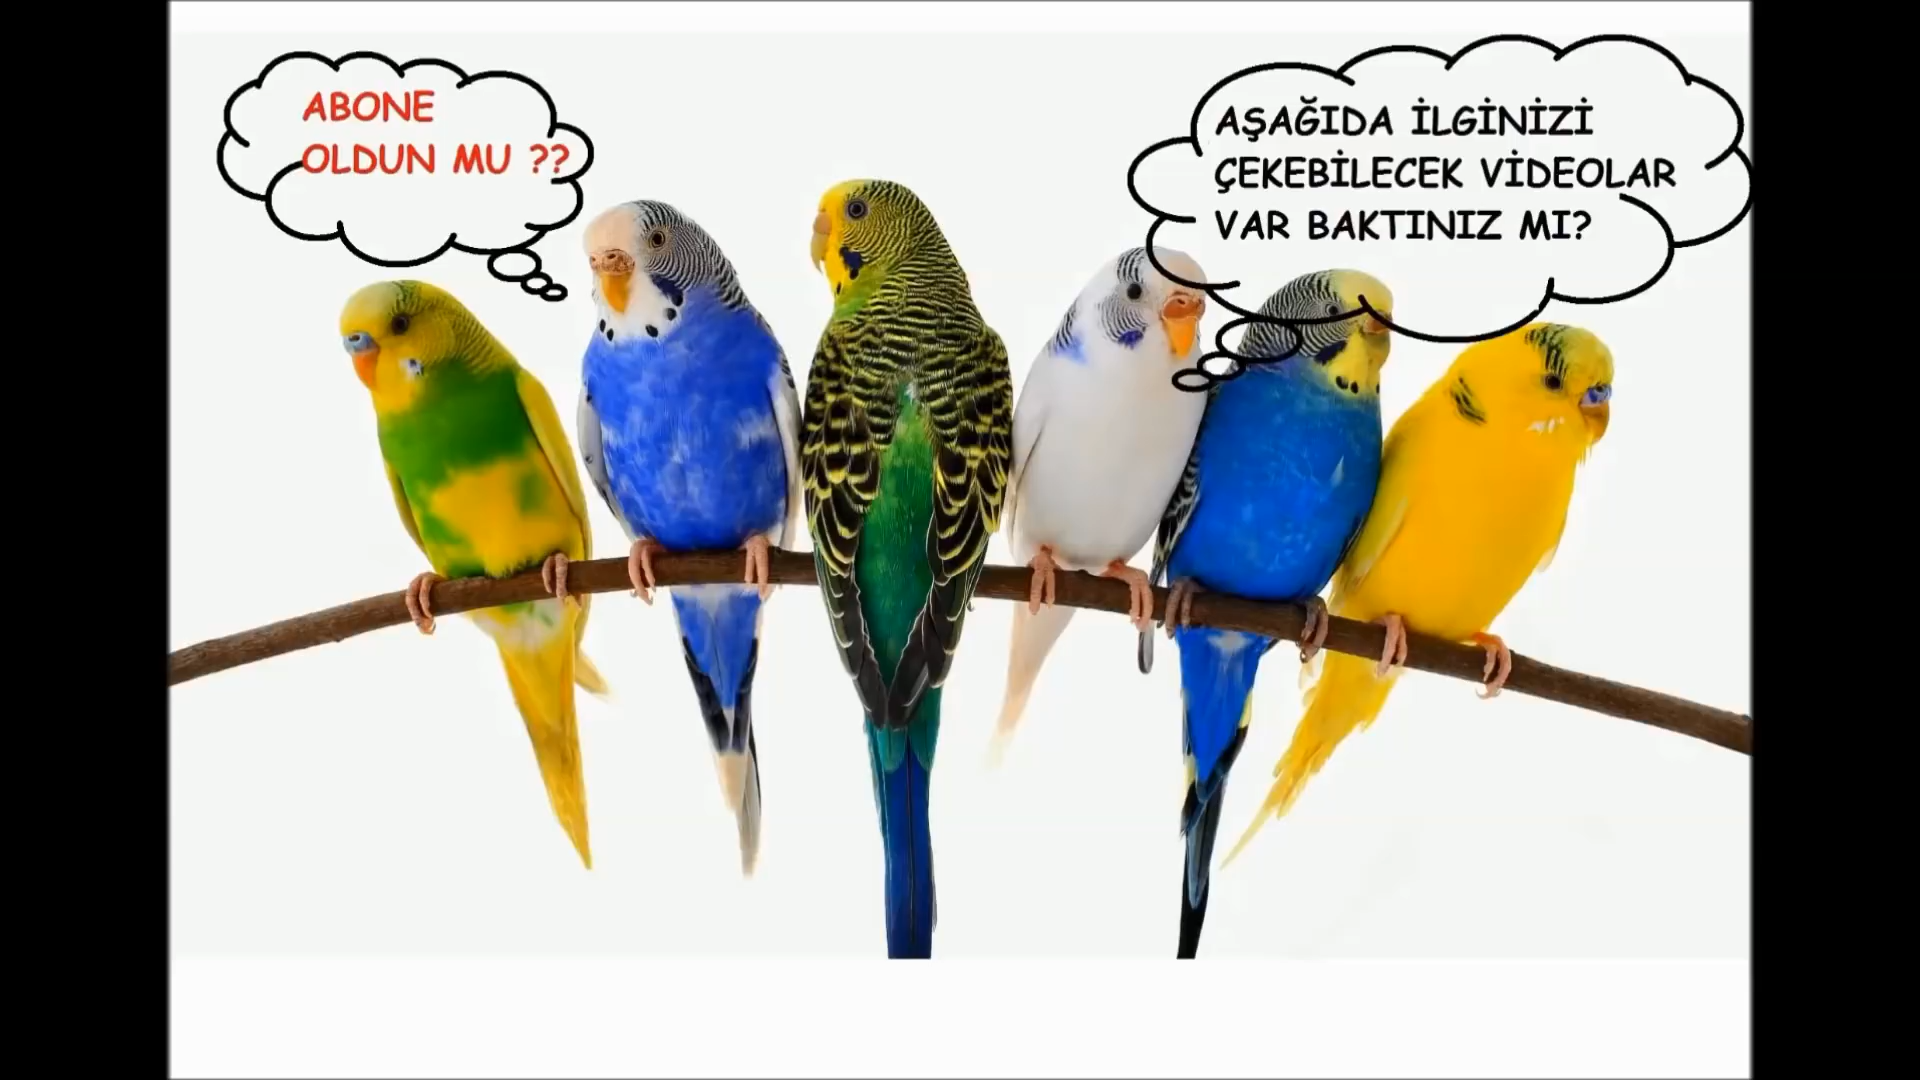 ABONE
OLDUN MU ??
AŞAĞIDA İLGİNİZİ
ÇEKEBİLECEK VİDEOLAR
VAR BAKTINIZ MI?